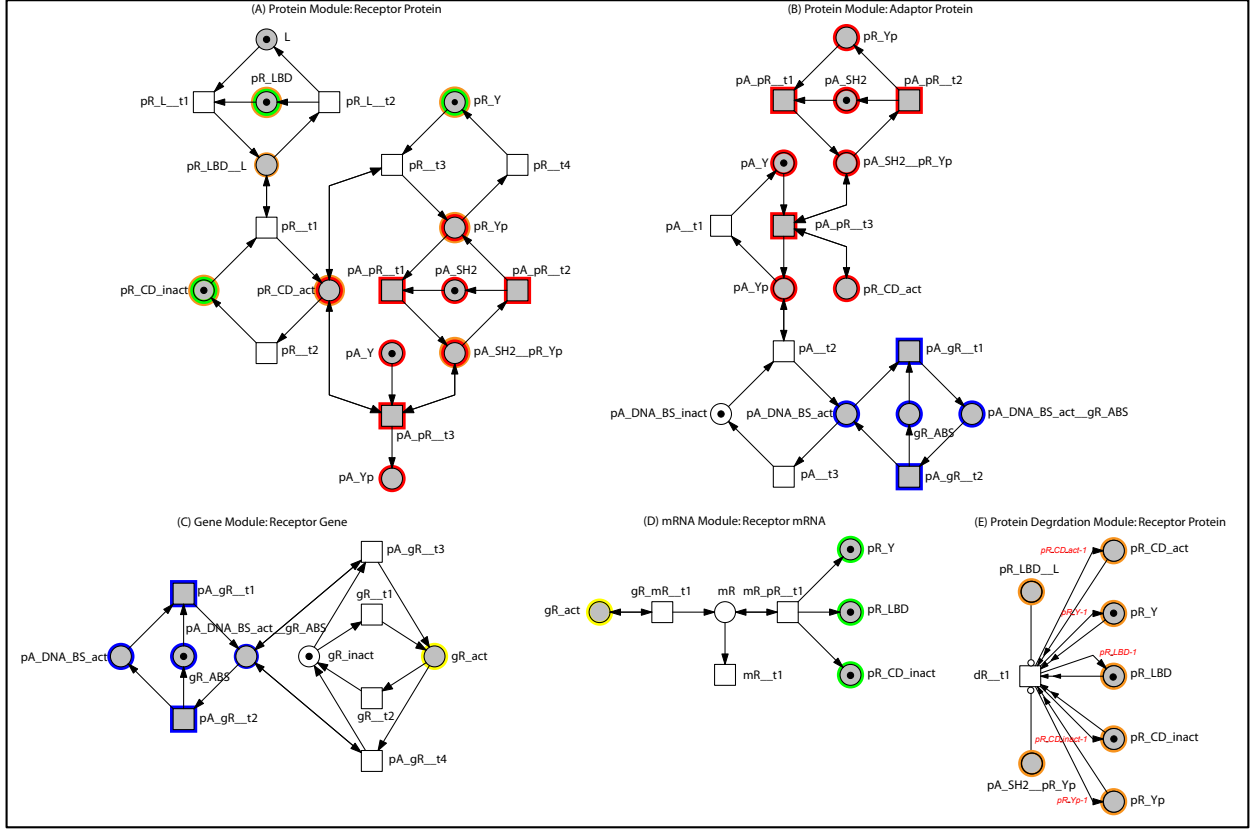 (A) Protein Module: Receptor Protein
(B) Protein Module: Adaptor Protein
L
pR_LBD
pR_L__t1
pR_L__t2
pR_LBD__L
pR__t1
pR_CD_inact
pR_CD_act
pR__t2
pR_Y
pR__t3
pR__t4
pR_Yp
pA_pR__t1
pA_SH2
pA_pR__t2
pA_Y
pA_SH2__pR_Yp
pA_pR__t3
pA_Yp
pR_Yp
pA_pR__t1
pA_SH2
pA_pR__t2
pA_Y
pA_SH2__pR_Yp
pA__t1
pA_pR__t3
pA_Yp
pR_CD_act
pA__t2
pA_gR__t1
pA_DNA_BS_inact
pA_DNA_BS_act
gR_ABS
pA_DNA_BS_act__gR_ABS
pA__t3
pA_gR__t2
(C) Gene Module: Receptor Gene
pA_gR__t3
pA_gR__t1
gR__t1
pA_DNA_BS_act__gR_ABS
pA_DNA_BS_act
gR_ABS
gR_inact
gR_act
pA_gR__t2
gR__t2
pA_gR__t4
(D) mRNA Module: Receptor mRNA
pR_Y
gR_mR__t1
mR
mR_pR__t1
gR_act
pR_LBD
mR__t1
pR_CD_inact
(E) Protein Degrdation Module: Receptor Protein
pR_CD_act-1
pR_CD_act
pR_LBD__L
pR_Y-1
pR_Y
pR_LBD-1
dR__t1
pR_LBD
pR_CD_inact-1
pR_CD_inact
pA_SH2__pR_Yp
pR_Yp-1
pR_Yp